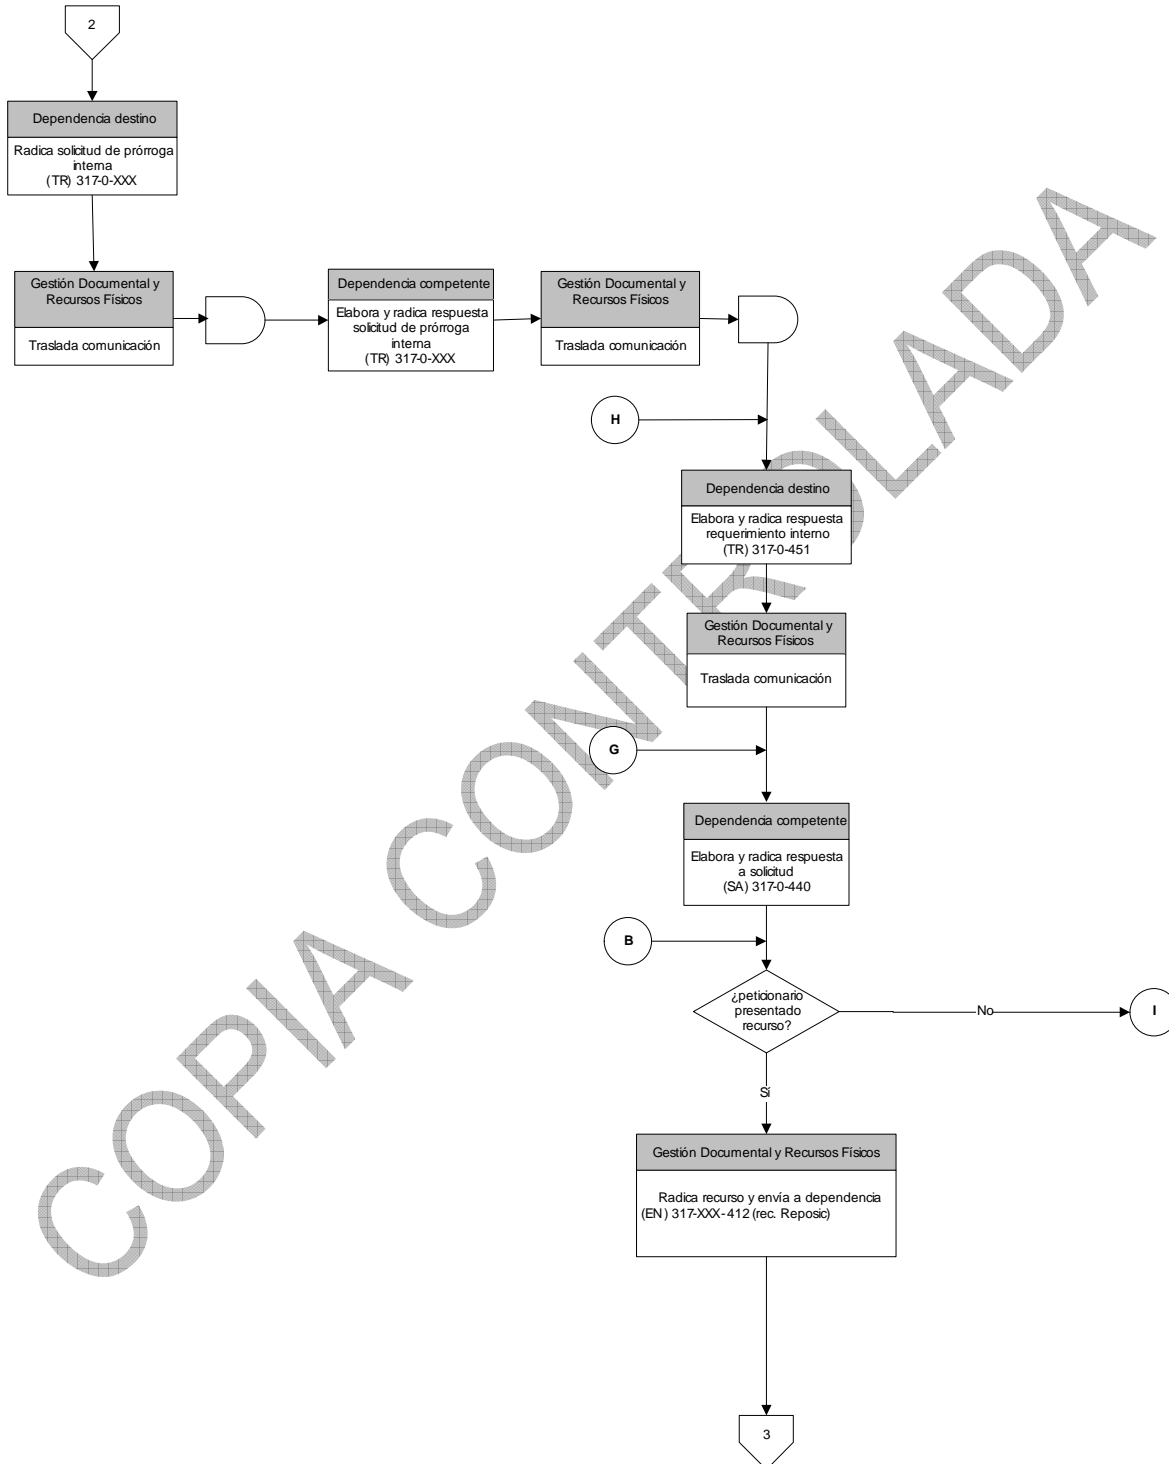 2
Dependencia destino
Radica solicitud de prórroga
interna
(TR) 317-0-XXX
Gestión Documental y
Recursos Físicos
Traslada comunicación
Dependencia competente
Elabora y radica respuesta
solicitud de prórroga
interna
(TR) 317-0-XXX
Gestión Documental y
Recursos Físicos
Traslada comunicación
H
Dependencia destino
Elabora y radica respuesta
requerimiento interno
(TR) 317-0-451
Gestión Documental y
Recursos Físicos
Traslada comunicación
G
Dependencia competente
Elabora y radica respuesta
a solicitud
(SA) 317-0-440
B
¿peticionario
presentado
recurso?
No
I
Sí
Gestión Documental y Recursos Físicos
Radica recurso y envía a dependencia
(EN) 317-XXX-412 (rec. Reposic)
3
COPIA CONTROLADA